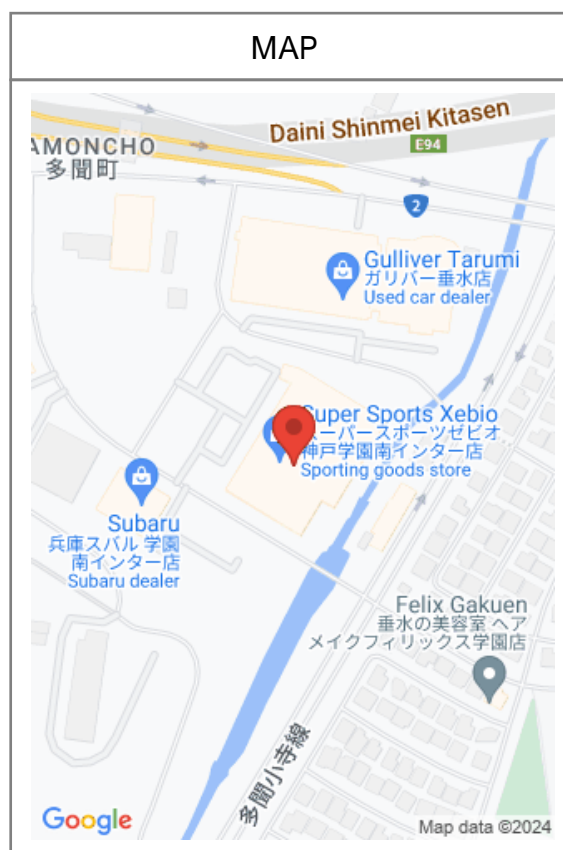 MAP
Daini Shinmei Kitasen
E94
AMONCHO
多聞町
2
Gulliver Tarumi
ガリバー垂水店
Used car dealer
Super Sports Xebio
スーパースポーツゼビオ
神戸学園南インター店
Sporting goods store
Subaru
兵庫スバル 学園
南インター店
Subaru dealer
Felix Gakuen
垂水の美容室 ヘア
メイクフィリックス学園店
多聞小寺線
Google
Map data ©2024